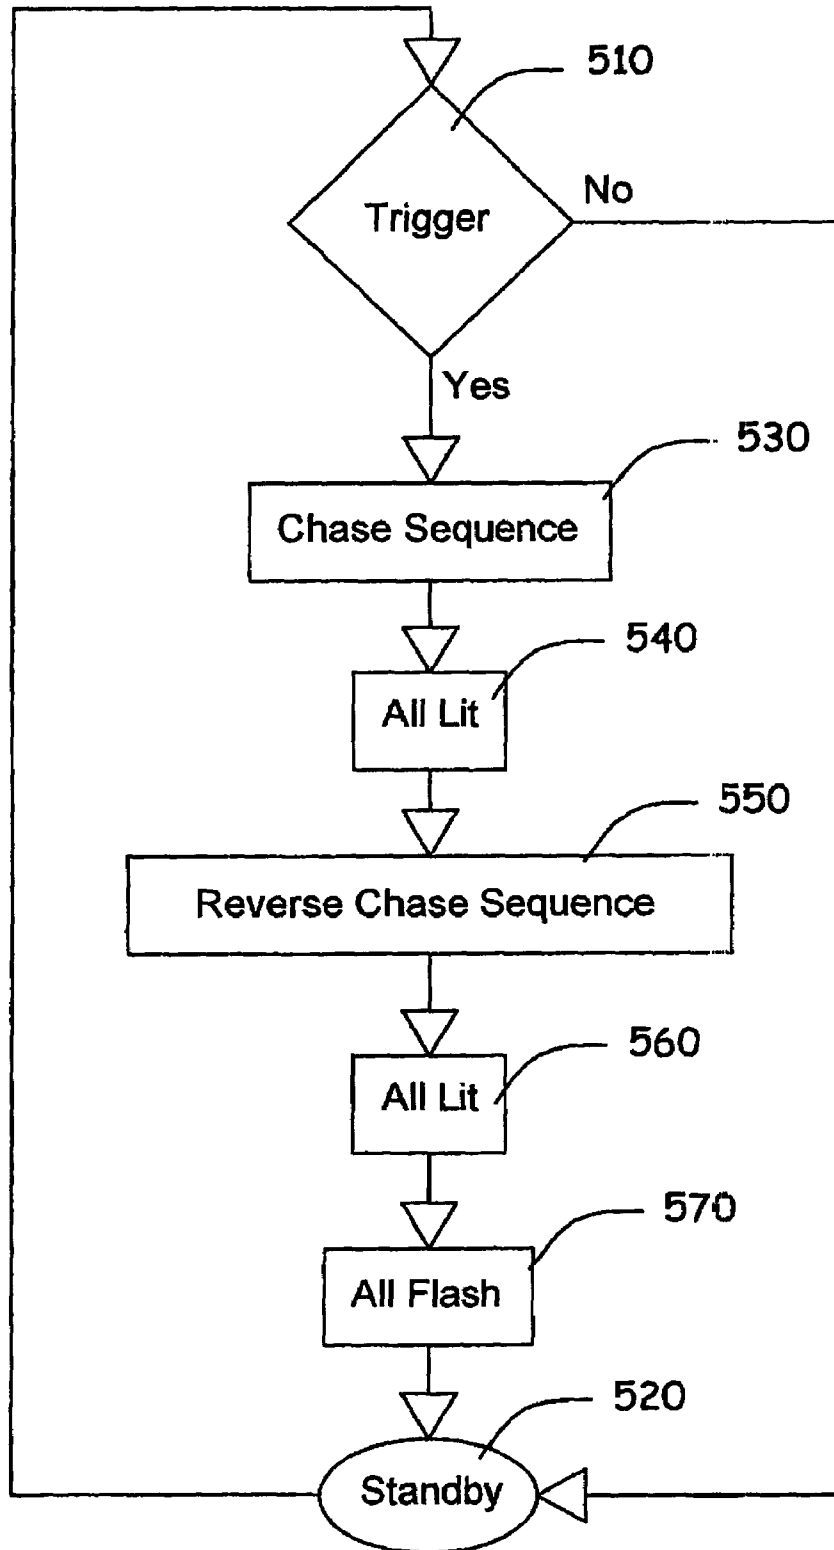 510
Trigger
No
Yes
530
Chase Sequence
540
All Lit
550
Reverse Chase Sequence
560
All Lit
570
All Flash
520
Standby